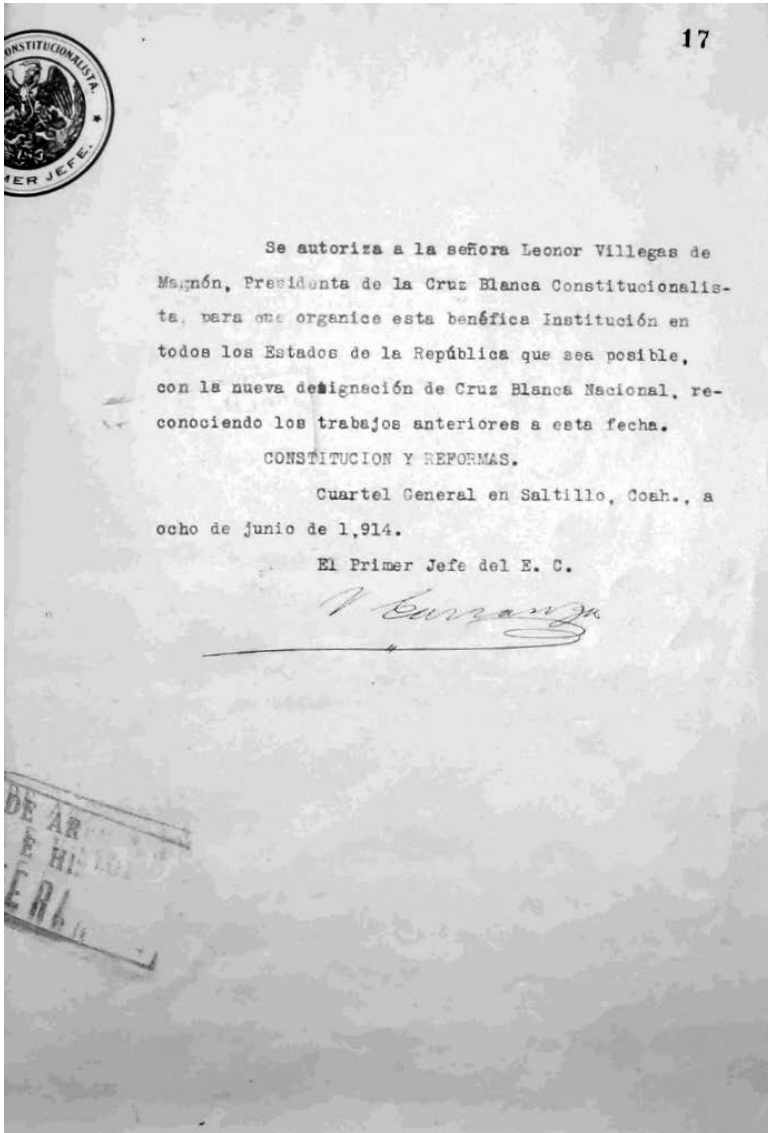 17
CONSTITUCIONALISTA.
MER JEFE.
Se autoriza a la señora Leonor Villegas de
Magnón, Presidenta de la Cruz Blanca Constitucionalis-
ta, para que organice esta benéfica Institución en
todos los Estados de la República que sea posible,
con la nueva designación de Cruz Blanca Nacional, re-
conociendo los trabajos anteriores a esta fecha.
CONSTITUCION Y REFORMAS.
Cuartel General en Saltillo, Coah., a
ocho de junio de 1,914.
El Primer Jefe del E. C.
V Carranza
DE
E